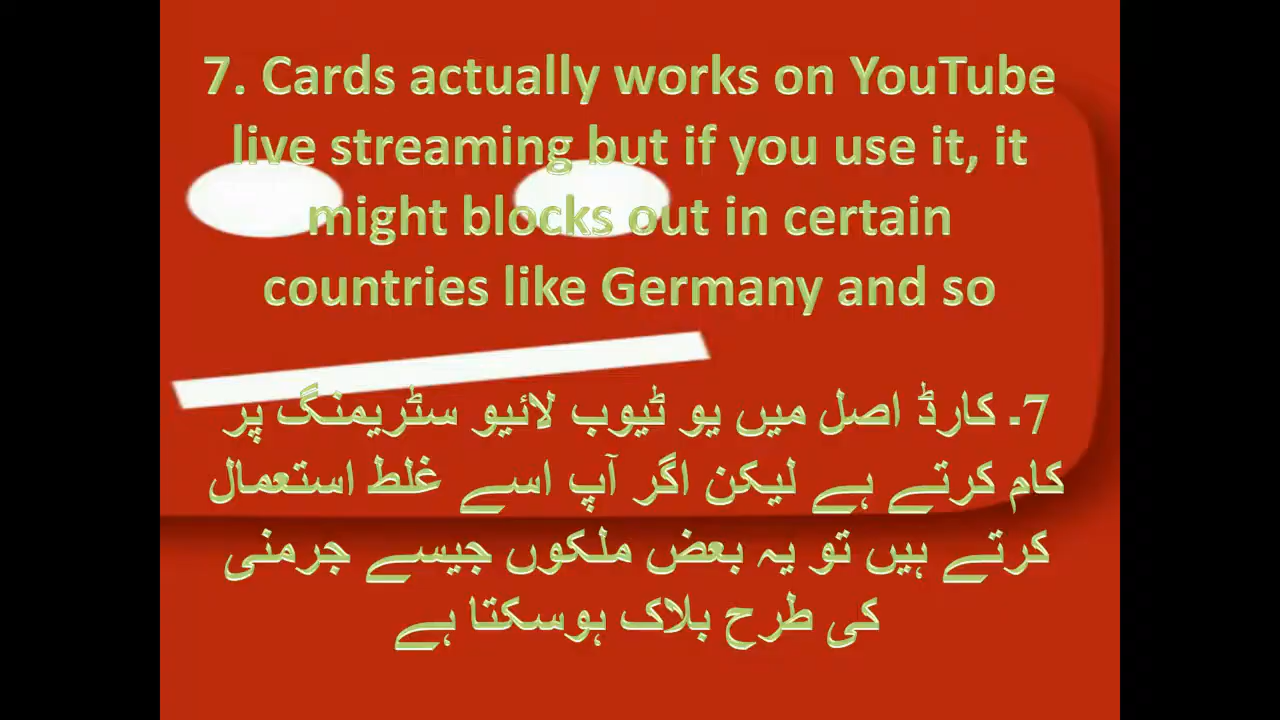 7. Cards actually works on YouTube
live streaming but if you use it, it
might blocks out in certain
countries like Germany and so
7۔ کارڈ اصل میں یو ٹیوب لائیو سٹریمنگ پر
کام کرتے ہے لیکن اگر آپ اسے غلط استعمال
کرتے ہیں تو یہ بعض ملکوں جیسے جرمنی
کی طرح بلاک ہوسکتا ہے